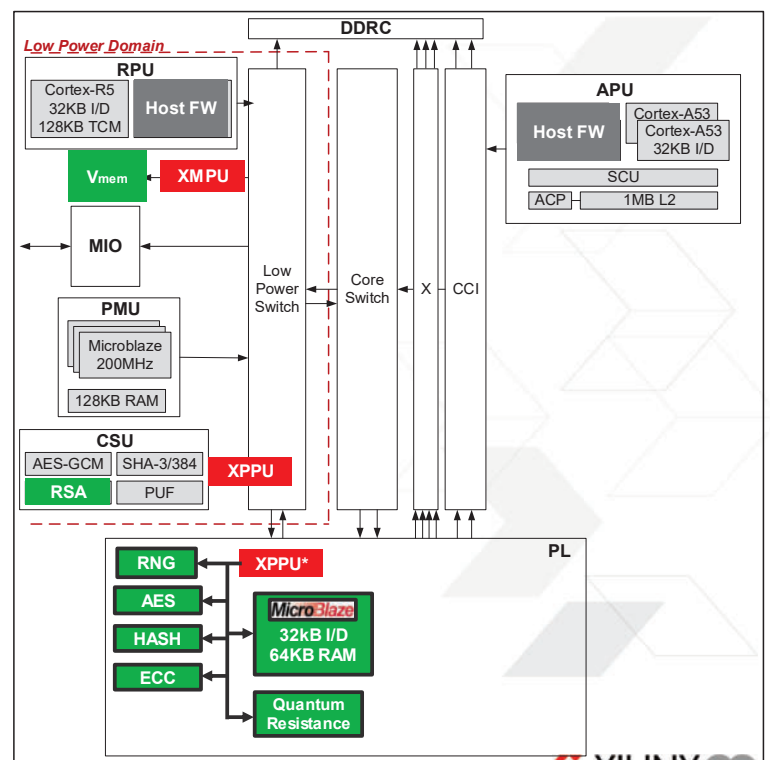 DDRC
Low Power Domain
RPU
Cortex-R5
32KB I/D
128KB TCM
Host FW
APU
Host FW
Cortex-A53
Cortex-A53
32KB I/D
SCU
ACP
1MB L2
Vmem
XMPU
MIO
Low
Power
Switch
Core
Switch
X
CCI
PMU
Microblaze
200MHz
128KB RAM
CSU
AES-GCM
SHA-3/384
RSA
PUF
XPPU
PL
RNG
XPPU*
AES
MicroBlaze
32kB I/D
64KB RAM
HASH
ECC
Quantum
Resistance